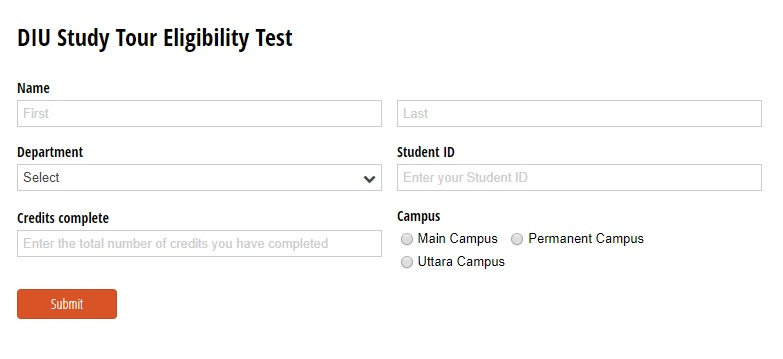 DIU Study Tour Eligibility Test
Name
First Last
Department Student ID
Select Enter your Student ID
Credits complete Campus
Enter the total number of credits you have completed Main Campus Permanent Campus
Uttara Campus
Submit